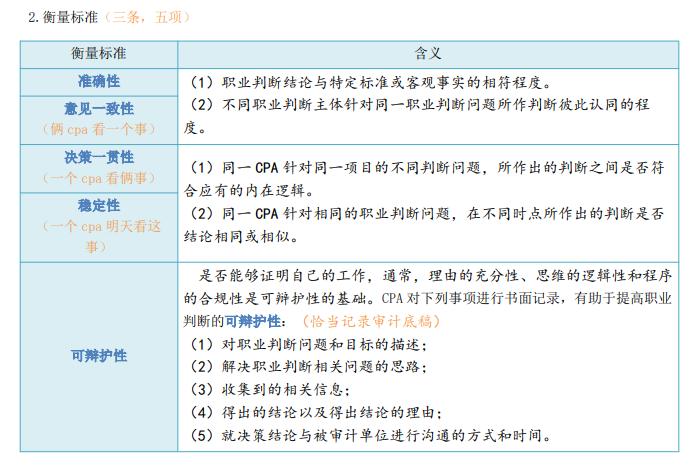 2.衡量标准（三条，五项）
衡量标准
含义
准确性
意见一致性
（俩 cpa 看一个事）
（1）职业判断结论与特定标准或客观事实的相符程度。
（2）不同职业判断主体针对同一职业判断问题所作判断彼此认同的程
度。
决策一贯性
（一个 cpa 看俩事）
稳定性
（一个 cpa 明天看这
事）
（1）同一 CPA 针对同一项目的不同判断问题，所作出的判断之间是否符
合应有的内在逻辑。
（2）同一 CPA 针对相同的职业判断问题，在不同时点所作出的判断是否
结论相同或相似。
可辩护性
是否能够证明自己的工作，通常，理由的充分性、思维的逻辑性和程序
的合规性是可辩护性的基础。CPA 对下列事项进行书面记录，有助于提高职业
判断的可辩护性：（恰当记录审计底稿）
（1）对职业判断问题和目标的描述；
（2）解决职业判断相关问题的思路；
（3）收集到的相关信息；
（4）得出的结论以及得出结论的理由；
（5）就决策结论与被审计单位进行沟通的方式和时间。